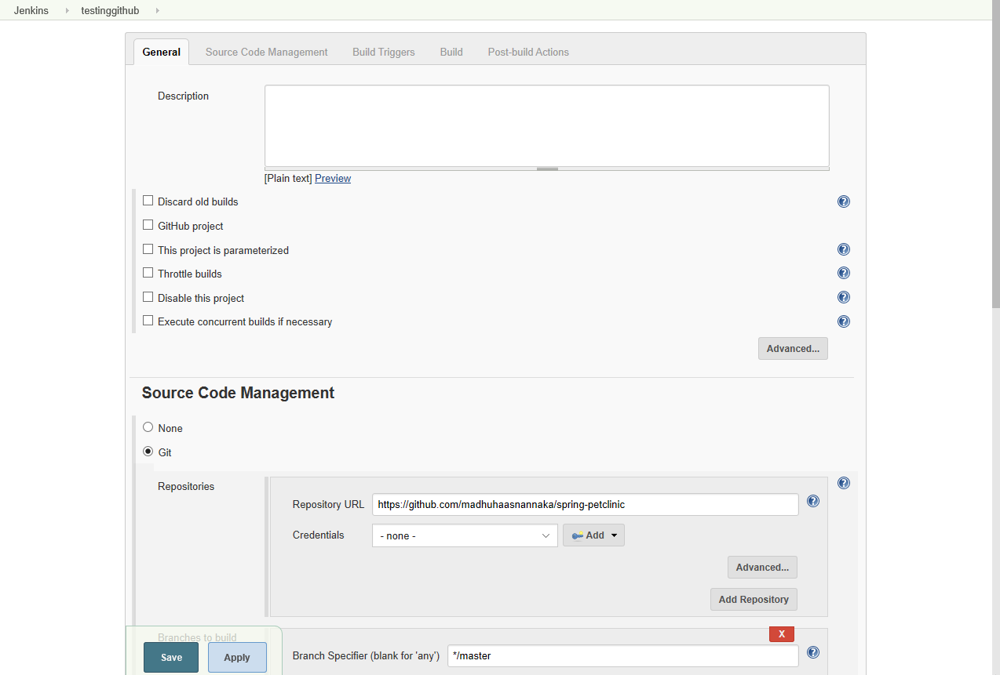 Jenkins testinggithub
General Source Code Management Build Triggers Build Post-build Actions
Description
[Plain text] Preview
Discard old builds
GitHub project
This project is parameterized
Throttle builds
Disable this project
Execute concurrent builds if necessary
Advanced...
Source Code Management
None
Git
Repositories
Repository URL https://github.com/madhuhaasnannaka/spring-petclinic
Credentials - none - Add
Advanced...
Add Repository
Branches to build
X
Branch Specifier (blank for 'any') */master
Save Apply